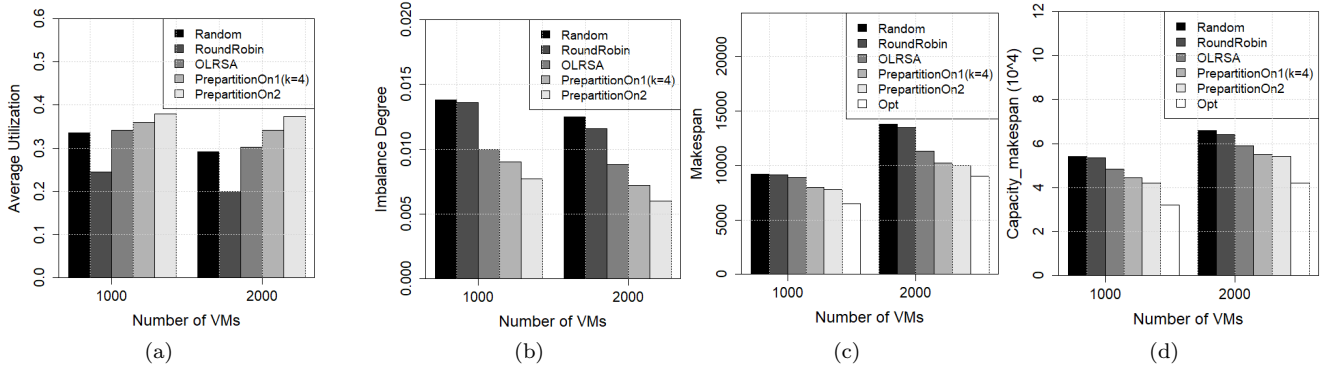 Average Utilization
0.0 0.1 0.2 0.3 0.4 0.5 0.6
Random
RoundRobin
OLRSA
PrepartitionOn1(k=4)
PrepartitionOn2
1000 2000
Number of VMs
(a)
Imbalance Degree
0.000 0.005 0.010 0.015 0.020
Random
RoundRobin
OLRSA
PrepartitionOn1(k=4)
PrepartitionOn2
1000 2000
Number of VMs
(b)
Makespan
0 5000 10000 15000 20000
Random
RoundRobin
OLRSA
PrepartitionOn1(k=4)
PrepartitionOn2
Opt
1000 2000
Number of VMs
(c)
Capacity_makespan (10^4)
0 2 4 6 8 10 12
Random
RoundRobin
OLRSA
PrepartitionOn1(k=4)
PrepartitionOn2
Opt
1000 2000
Number of VMs
(d)